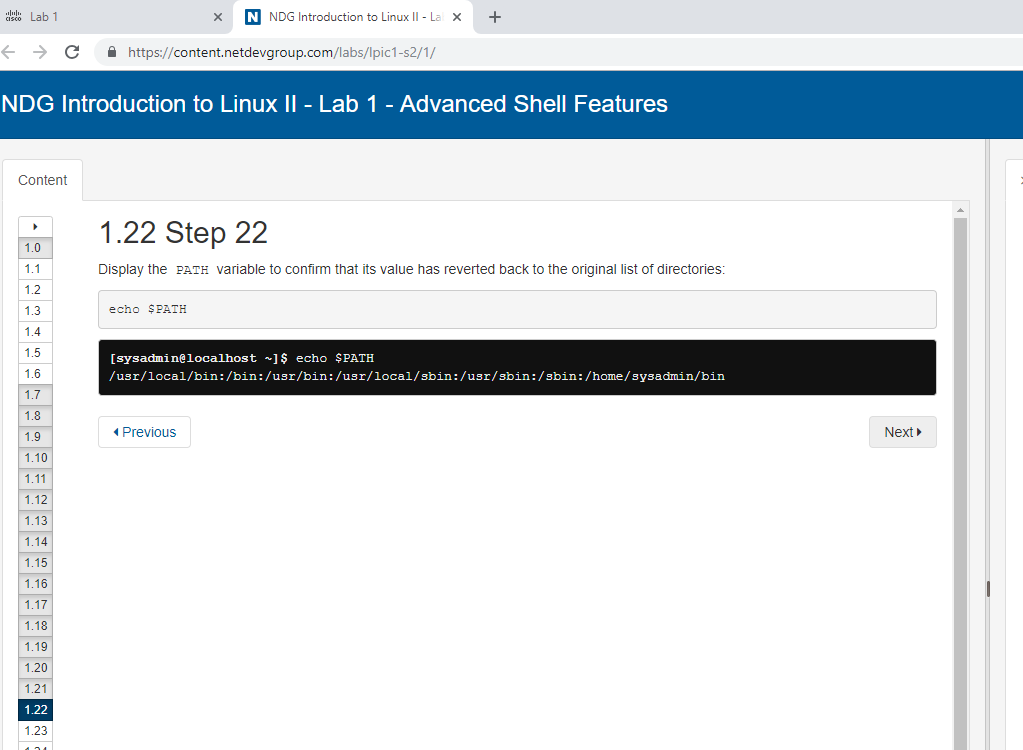 cisco Lab 1
N NDG Introduction to Linux II - La
https://content.netdevgroup.com/labs/lpic1-s2/1/
NDG Introduction to Linux II - Lab 1 - Advanced Shell Features
Content
1.0
1.1
1.2
1.3
1.4
1.5
1.6
1.7
1.8
1.9
1.10
1.11
1.12
1.13
1.14
1.15
1.16
1.17
1.18
1.19
1.20
1.21
1.22
1.23
1.22 Step 22
Display the PATH variable to confirm that its value has reverted back to the original list of directories:
echo $PATH
[sysadmin@localhost ~]$ echo $PATH
/usr/local/bin:/bin:/usr/bin:/usr/local/sbin:/usr/sbin:/sbin:/home/sysadmin/bin
Previous
Next